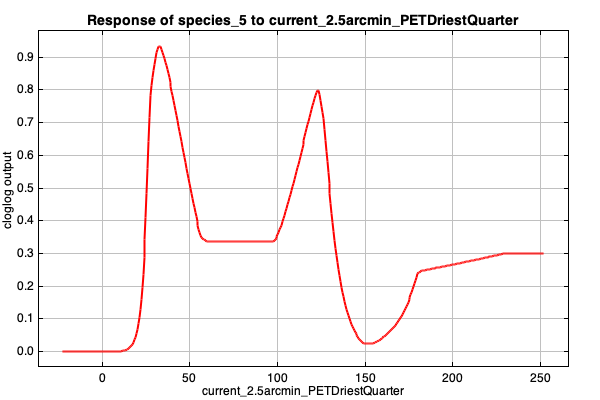 Response of species_5 to current_2.5arcmin_PETDriestQuarter
cloglog output
0.9
0.8
0.7
0.6
0.5
0.4
0.3
0.2
0.1
0.0
0 50 100 150 200 250
current_2.5arcmin_PETDriestQuarter